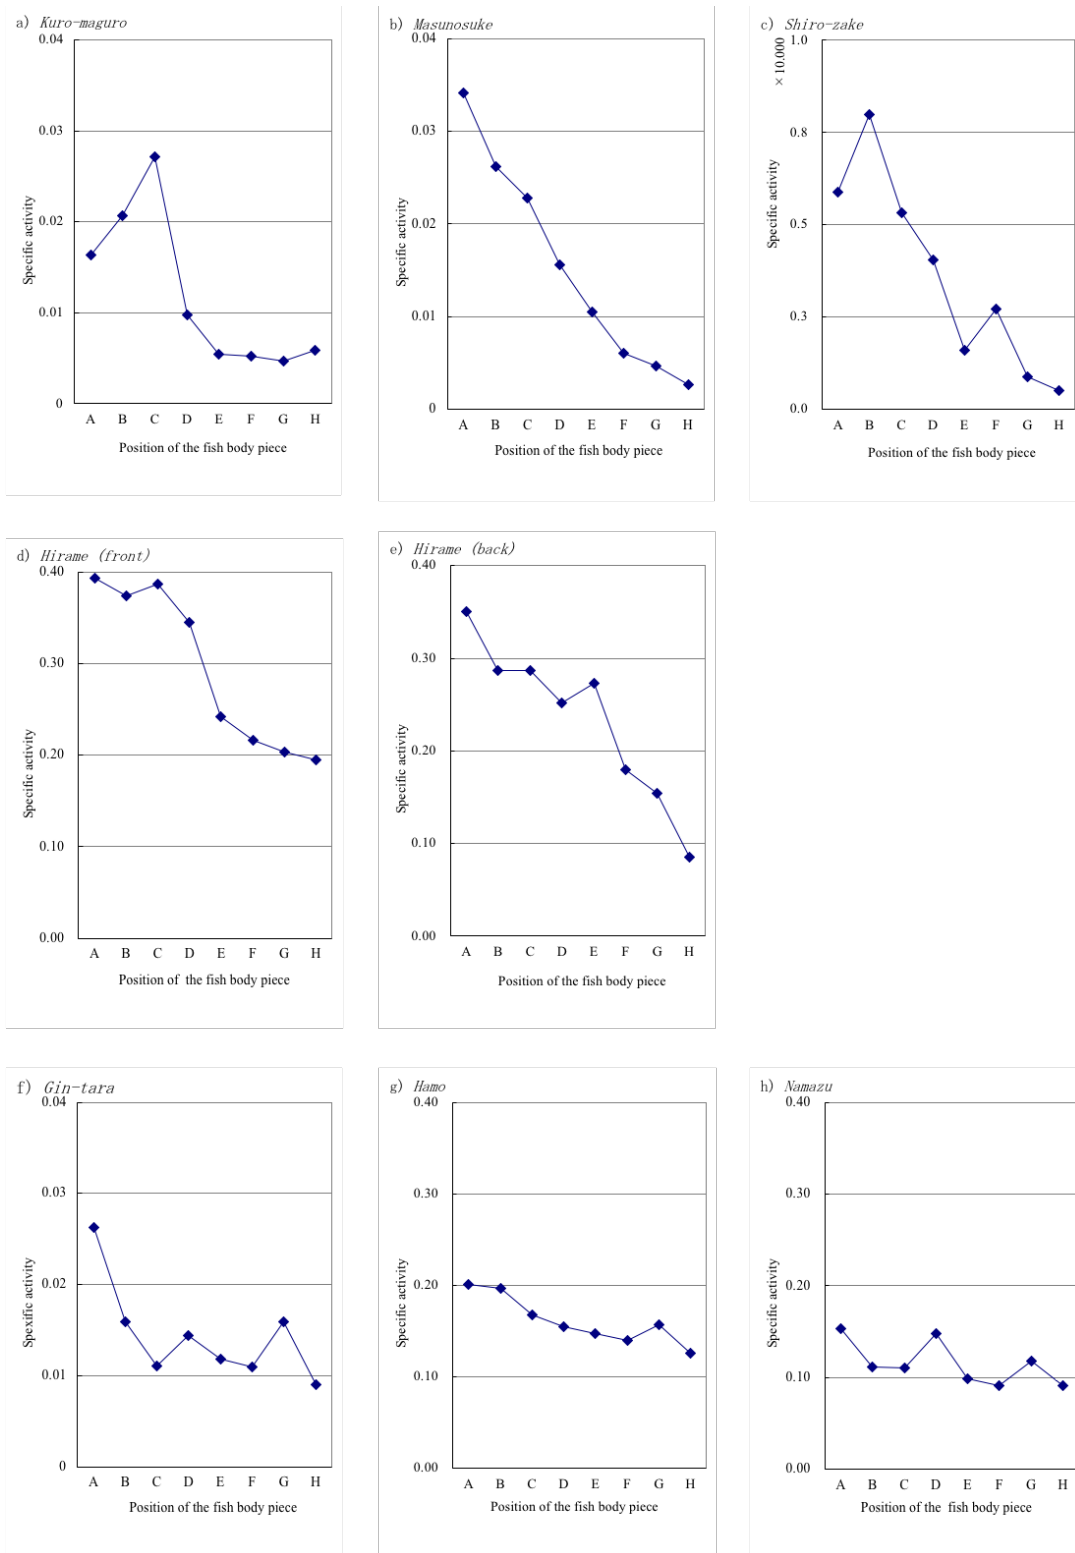 a) Kuro-maguro
0.04
0.03
0.02
0.01
0
Specific activity
A B C D E F G H
Position of the fish body piece
b) Masunosuke
0.04
0.03
0.02
0.01
0
Specific activity
A B C D E F G H
Position of the fish body piece
c) Shiro-zake
×10.000
1.0
0.8
0.5
0.3
0.0
Specific activity
A B C D E F G H
Position of the fish body piece
d) Hirame (front)
0.40
0.30
0.20
0.10
0.00
Specific activity
A B C D E F G H
Position of the fish body piece
e) Hirame (back)
0.40
0.30
0.20
0.10
0.00
Specific activity
A B C D E F G H
Position of the fish body piece
f) Gin-tara
0.04
0.03
0.02
0.01
0
Spexific activity
A B C D E F G H
Position of the fish body piece
g) Hamo
0.40
0.30
0.20
0.10
0.00
Specific activity
A B C D E F G H
Position of the fish body piece
h) Namazu
0.40
0.30
0.20
0.10
0.00
Specific activity
A B C D E F G H
Position of the fish body piece